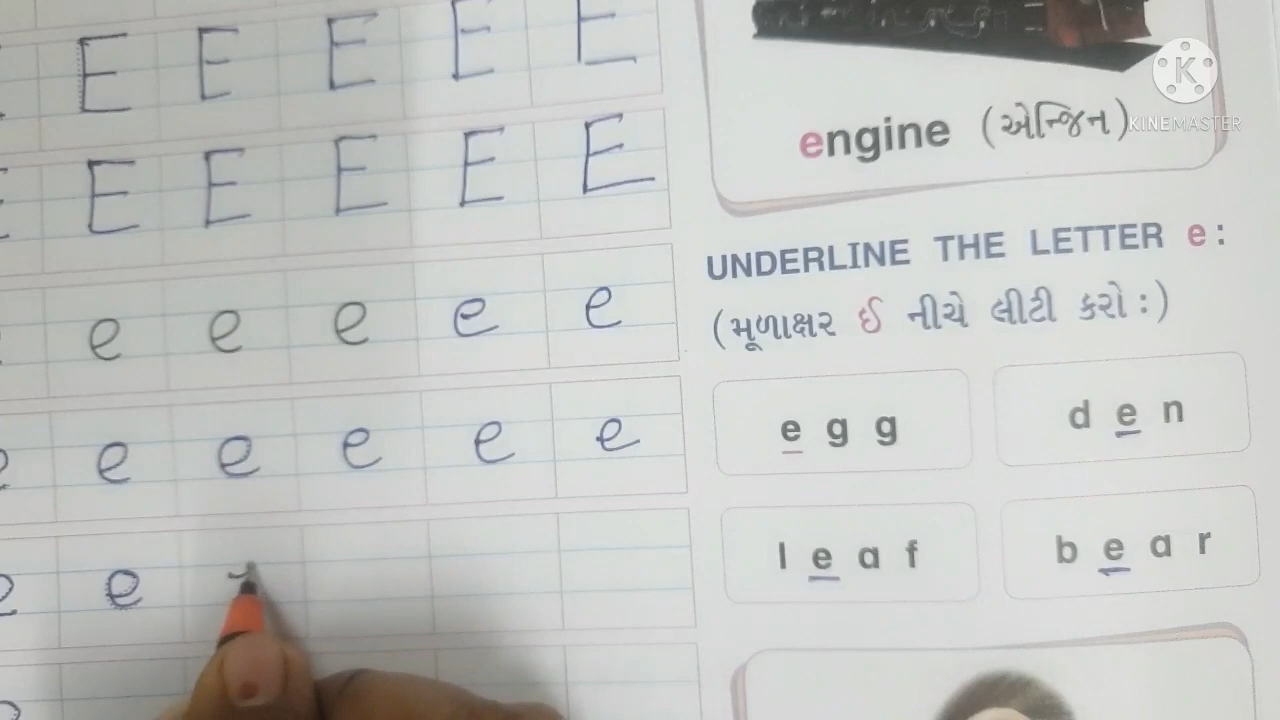 E E E E E
E E E E E
e e e e e
e e e e e
e
engine (એન્જિન)
K
KINEMASTER
UNDERLINE THE LETTER e:
(મૂળાક્ષર ઈ નીચે લીટી કરો:)
e g g
d e n
l e a f
b e a r